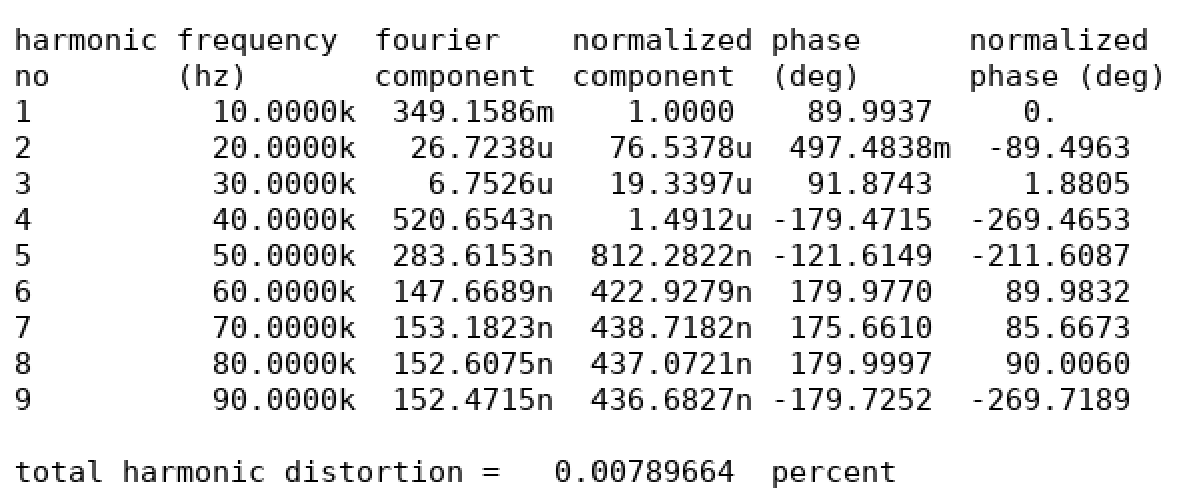 harmonic frequency fourier normalized phase normalized
no (hz) component component (deg) phase (deg)
1 10.0000k 349.1586m 1.0000 89.9937 0.
2 20.0000k 26.7238u 76.5378u 497.4838m -89.4963
3 30.0000k 6.7526u 19.3397u 91.8743 1.8805
4 40.0000k 520.6543n 1.4912u -179.4715 -269.4653
5 50.0000k 283.6153n 812.2822n -121.6149 -211.6087
6 60.0000k 147.6689n 422.9279n 179.9770 89.9832
7 70.0000k 153.1823n 438.7182n 175.6610 85.6673
8 80.0000k 152.6075n 437.0721n 179.9997 90.0060
9 90.0000k 152.4715n 436.6827n -179.7252 -269.7189
total harmonic distortion = 0.00789664 percent